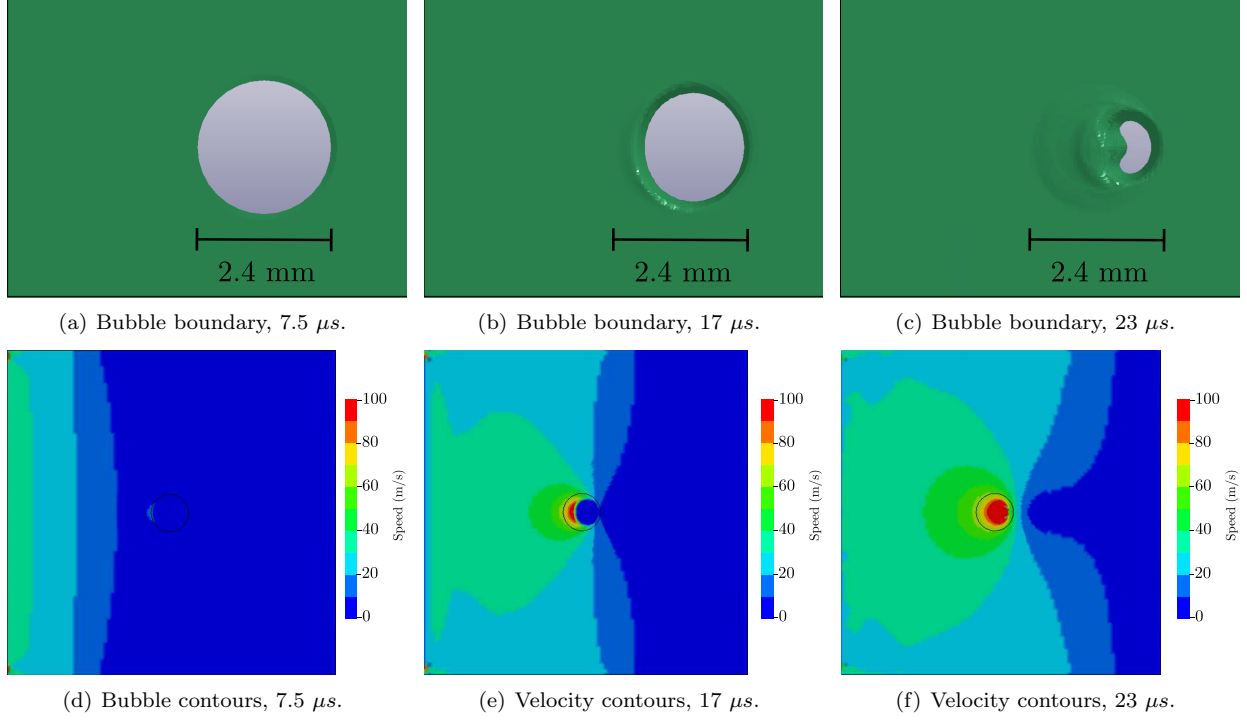 2.4 mm
2.4 mm
2.4 mm
(a) Bubble boundary, 7.5 μs.
(b) Bubble boundary, 17 μs.
(c) Bubble boundary, 23 μs.
100
80
60
40
20
0
Speed (m/s)
100
80
60
40
20
0
Speed (m/s)
100
80
60
40
20
0
Speed (m/s)
(d) Bubble contours, 7.5 μs.
(e) Velocity contours, 17 μs.
(f) Velocity contours, 23 μs.